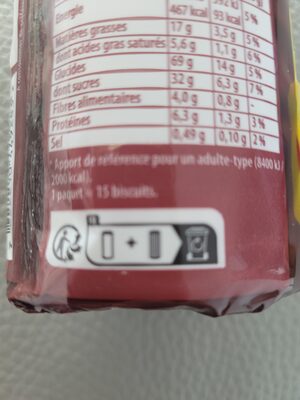 Energie
467 kcal 93 kcal 5%
Matières grasses 17 g 3,5 g 5%
dont acides gras saturés 5,6 g 1,1 g 6%
Glucides 69 g 14 g 5%
dont sucres 32 g 6,3 g 7%
Fibres alimentaires 4,0 g 0,8 g -
Protéines 6,3 g 1,3 g 3%
Sel 0,49 g 0,10 g 2%
*Apport de référence pour un adulte-type (8400 kJ /
2000 kcal).
1 paquet = 15 biscuits.
FR
+